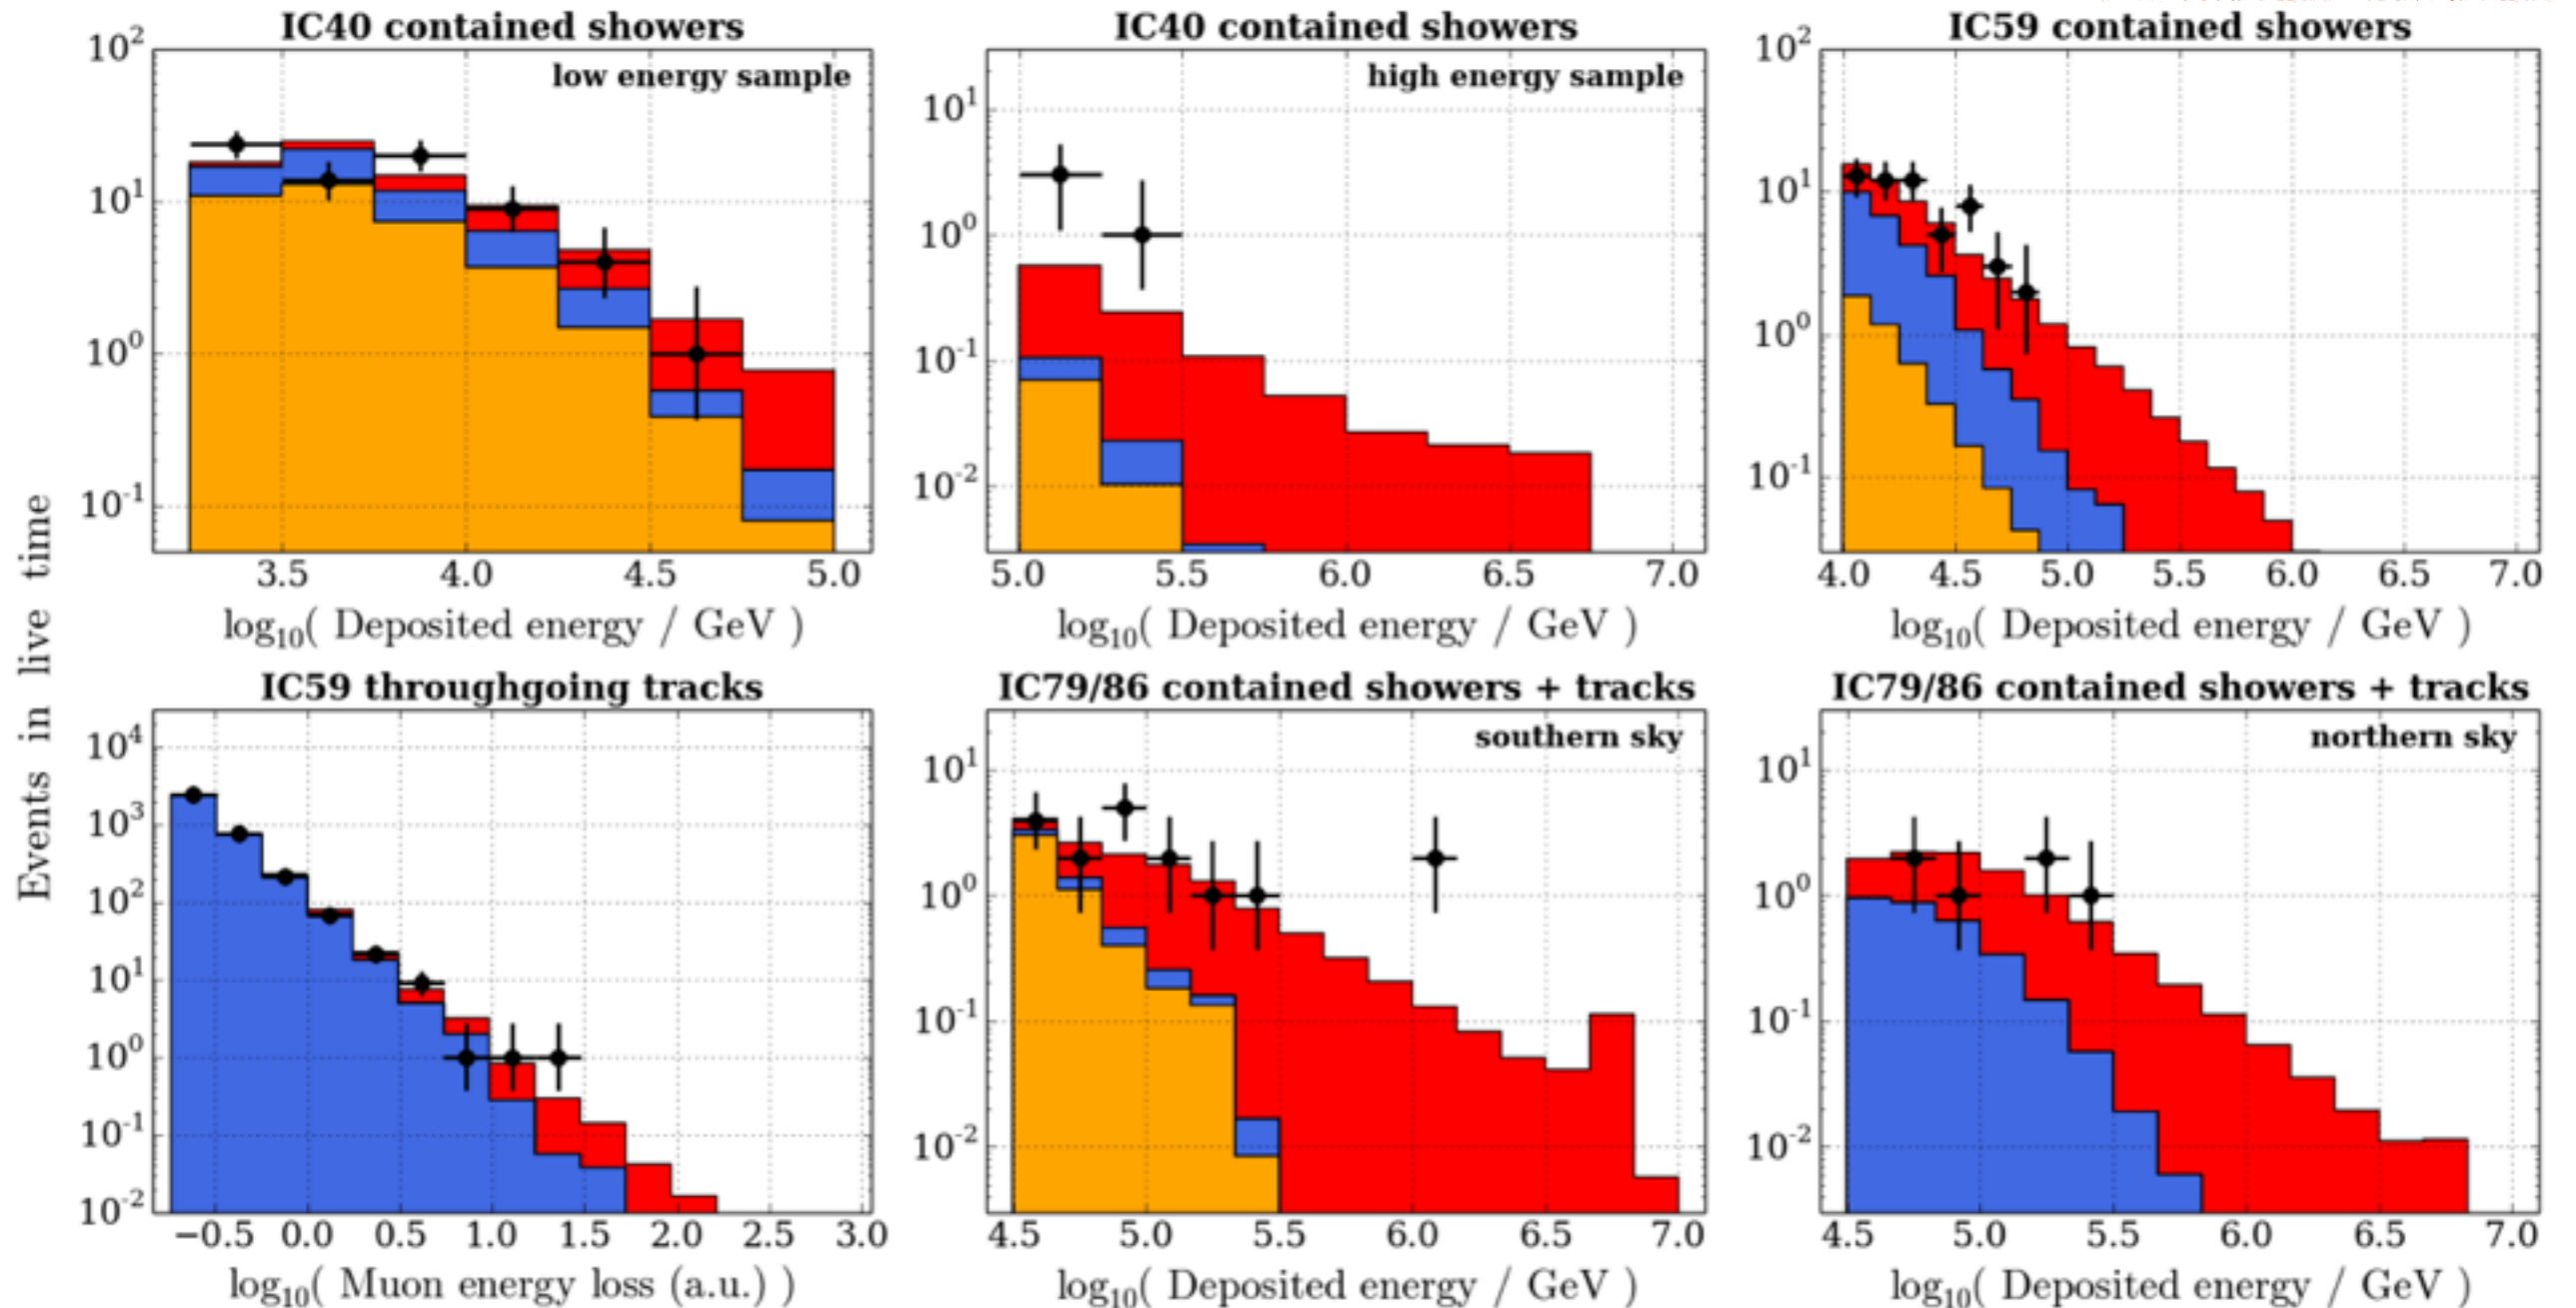 IC40 contained showers
low energy sample
10²
10¹
10⁰
10⁻¹
3.5 4.0 4.5 5.0
log₁₀( Deposited energy / GeV )
IC40 contained showers
high energy sample
10¹
10⁰
10⁻¹
10⁻²
5.0 5.5 6.0 6.5 7.0
log₁₀( Deposited energy / GeV )
IC59 contained showers
10²
10¹
10⁰
10⁻¹
4.0 4.5 5.0 5.5 6.0 6.5 7.0
log₁₀( Deposited energy / GeV )
Events in live time
IC59 throughgoing tracks
10⁴
10³
10²
10¹
10⁰
10⁻¹
10⁻²
−0.5 0.0 0.5 1.0 1.5 2.0 2.5 3.0
log₁₀( Muon energy loss (a.u.) )
IC79/86 contained showers + tracks
southern sky
10¹
10⁰
10⁻¹
10⁻²
4.5 5.0 5.5 6.0 6.5 7.0
log₁₀( Deposited energy / GeV )
IC79/86 contained showers + tracks
northern sky
10¹
10⁰
10⁻¹
10⁻²
4.5 5.0 5.5 6.0 6.5 7.0
log₁₀( Deposited energy / GeV )